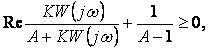 Re KW(jω)/(A + KW(jω)) + 1/(A − 1) ≥ 0,